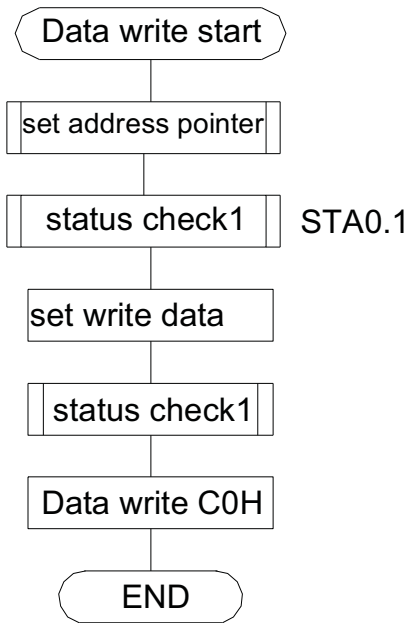 Data write start
set address pointer
status check1 STA0.1
set write data
status check1
Data write C0H
END